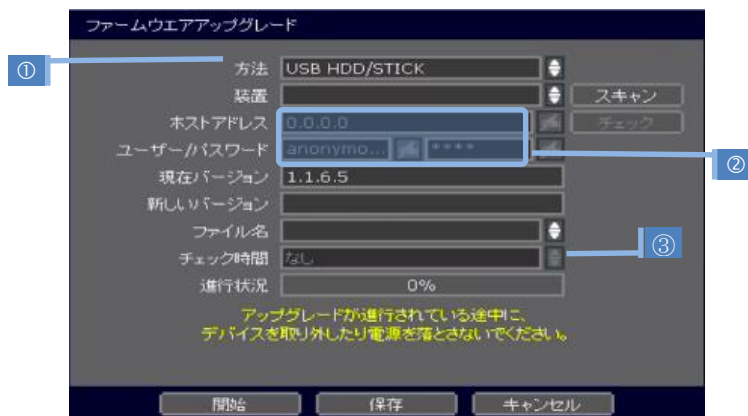 ファームウエアアップグレード
① 方法 USB HDD/STICK
装置 スキャン
ホストアドレス 0.0.0.0 チェック
ユーザー/パスワード anonymo... ****
②
現在バージョン 1.1.6.5
新しいバージョン
ファイル名
③
チェック時間 なし
進行状況 0%
アップグレードが進行されている途中に、
デバイスを取り外したり電源を落とさないでください。
開始 保存 キャンセル